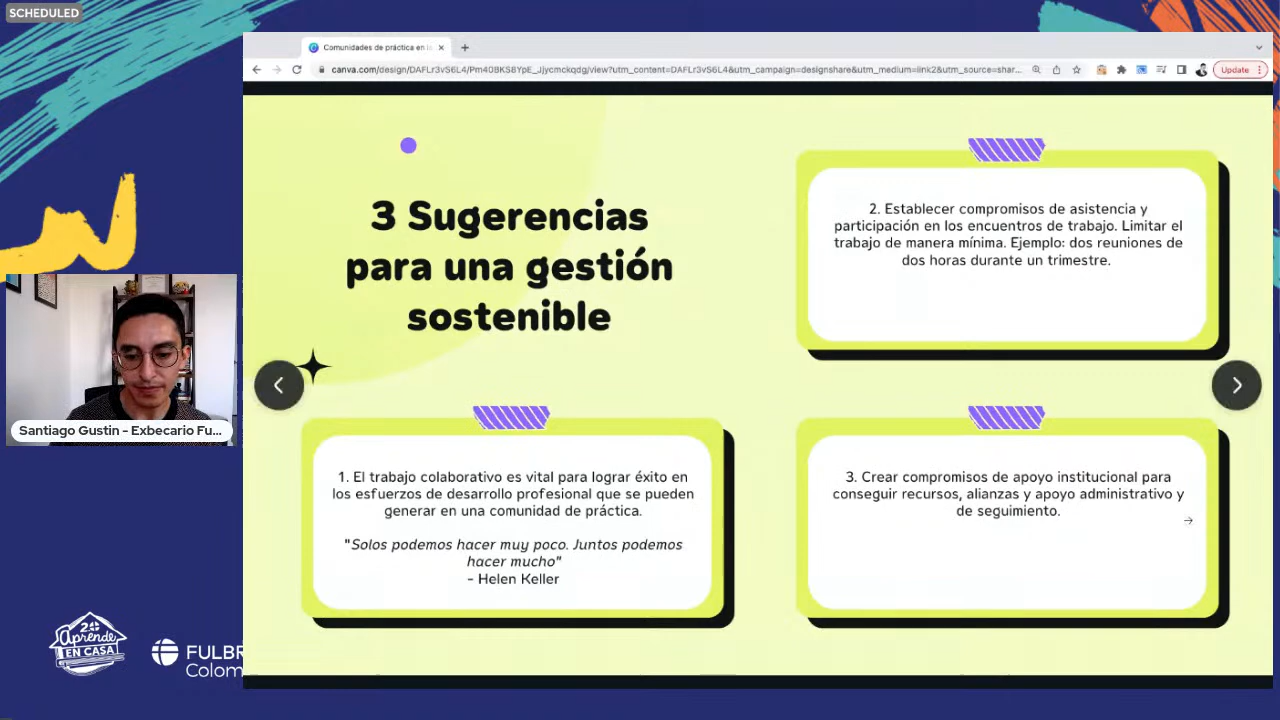 SCHEDULED
Comunidades de práctica en la
canva.com/design/DAFLr3vS6L4/Pm40BKS8YpE_Jjycmckqdg/view?utm_content=DAFLr3vS6L4&utm_campaign=designshare&utm_medium=link2&utm_source=shar...
Update
3 Sugerencias
para una gestión
sostenible
2. Establecer compromisos de asistencia y
participación en los encuentros de trabajo. Limitar el
trabajo de manera mínima. Ejemplo: dos reuniones de
dos horas durante un trimestre.
1. El trabajo colaborativo es vital para lograr éxito en
los esfuerzos de desarrollo profesional que se pueden
generar en una comunidad de práctica.
"Solos podemos hacer muy poco. Juntos podemos
hacer mucho"
- Helen Keller
3. Crear compromisos de apoyo institucional para
conseguir recursos, alianzas y apoyo administrativo y
de seguimiento.
Santiago Gustin - Exbecario Fu...
Aprende
EN CASA
FULBR
Colom